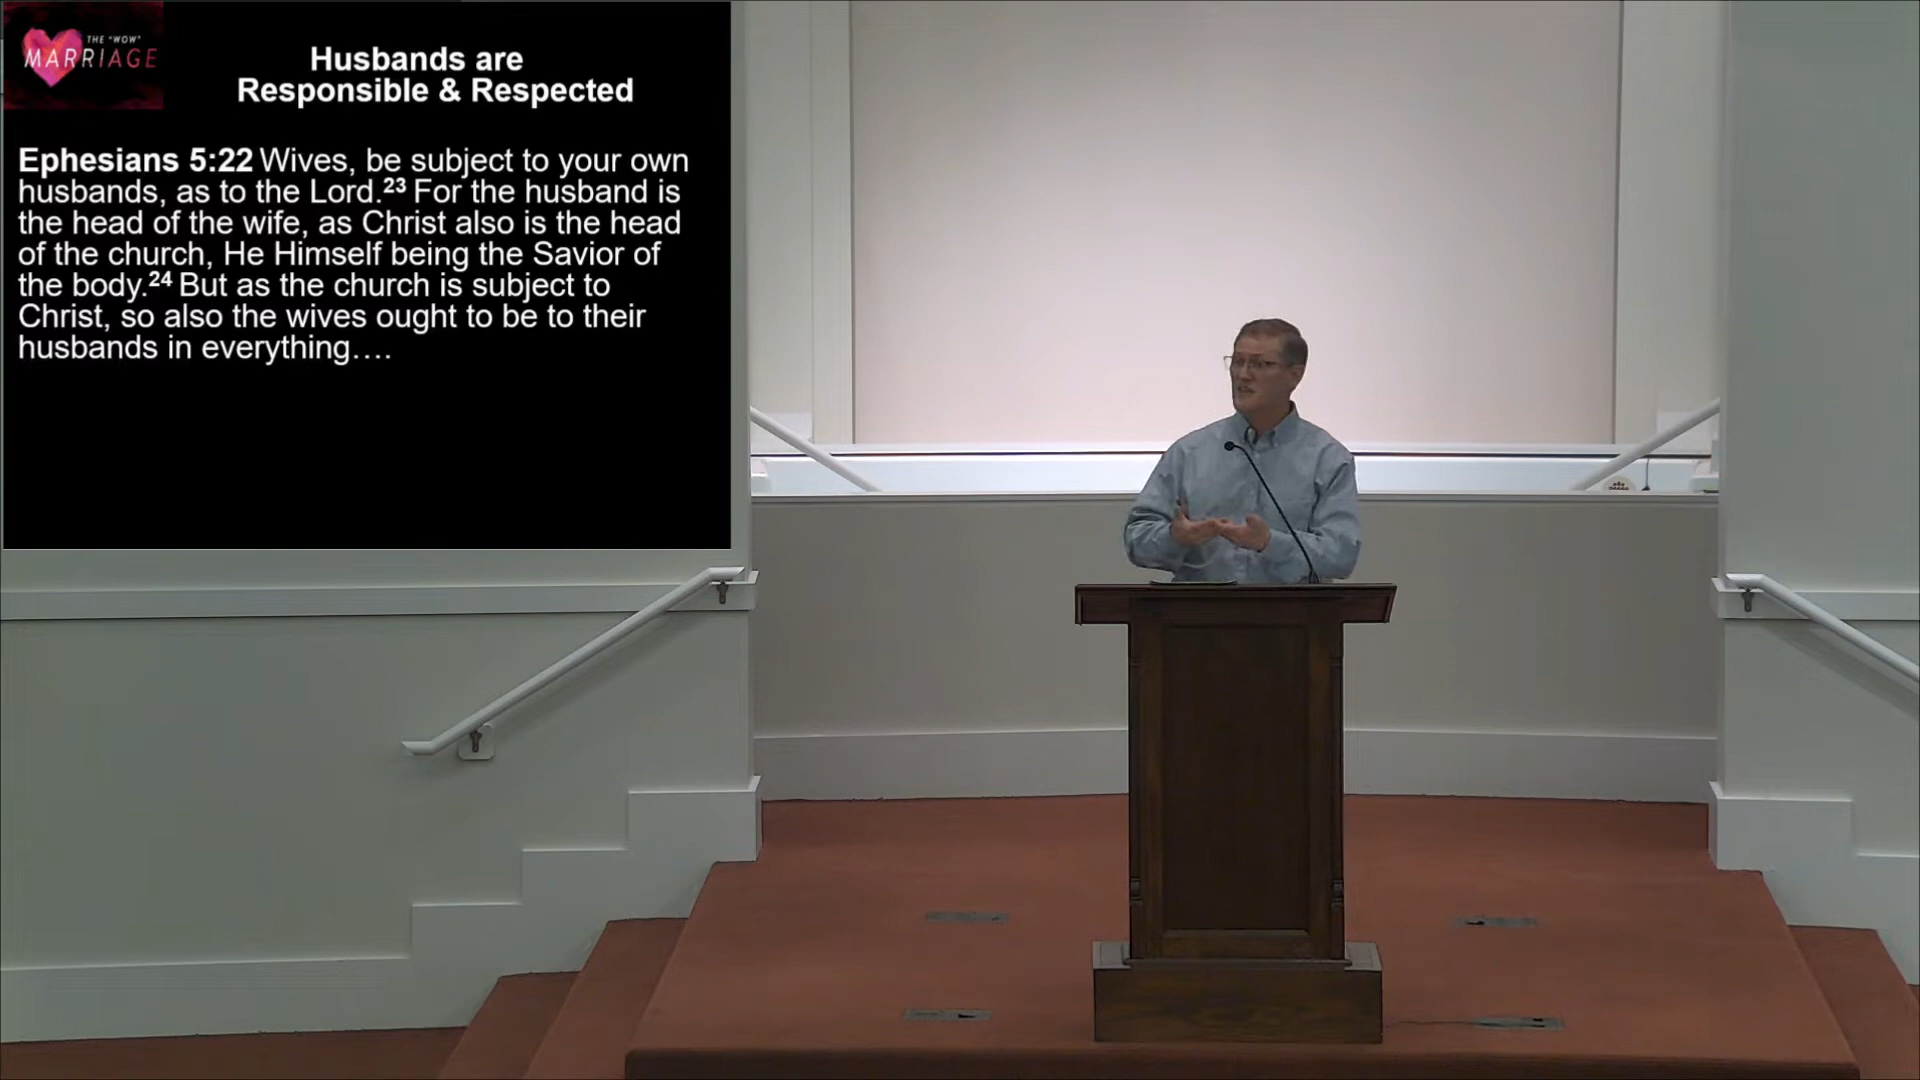 THE "WOW"
MARRIAGE
Husbands are
Responsible & Respected
Ephesians 5:22 Wives, be subject to your own
husbands, as to the Lord.23 For the husband is
the head of the wife, as Christ also is the head
of the church, He Himself being the Savior of
the body.24 But as the church is subject to
Christ, so also the wives ought to be to their
husbands in everything….